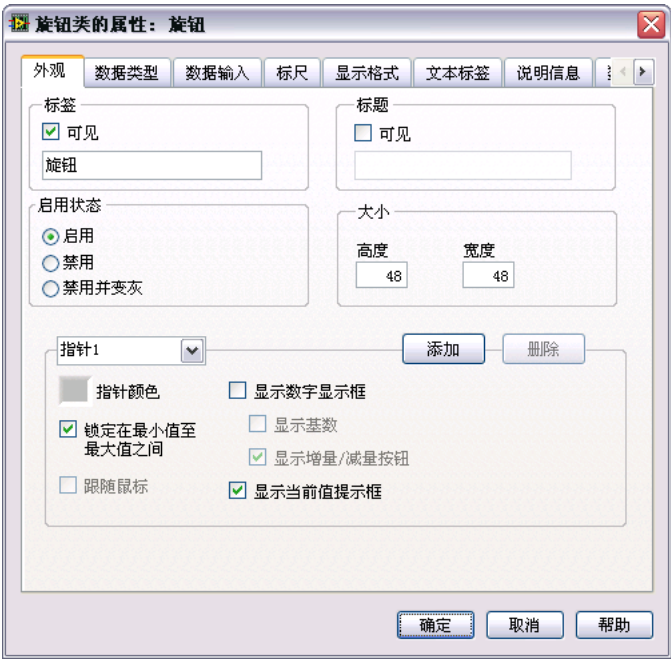 旋钮类的属性: 旋钮
外观 数据类型 数据输入 标尺 显示格式 文本标签 说明信息
标签
可见
旋钮
标题
可见
启用状态
启用
禁用
禁用并变灰
大小
高度 宽度
48 48
指针1 添加 删除
指针颜色
锁定在最小值至
最大值之间
跟随鼠标
显示数字显示框
显示基数
显示增量/减量按钮
显示当前值提示框
确定 取消 帮助